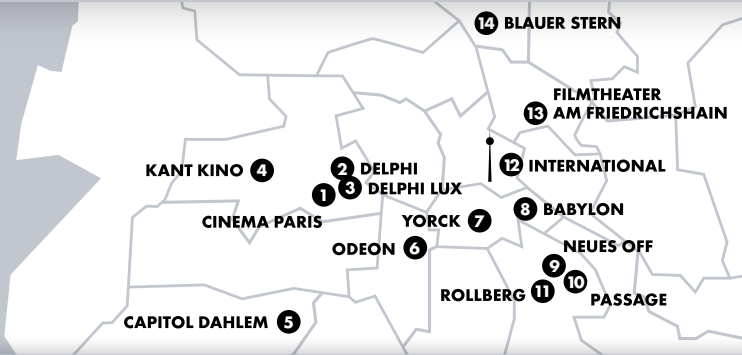 14 BLAUER STERN
FILMTHEATER
13 AM FRIEDRICHSHAIN
KANT KINO 4
2 DELPHI
12 INTERNATIONAL
3 DELPHI LUX
1
CINEMA PARIS
YORCK 7
8 BABYLON
ODEON 6
NEUES OFF
9
10
ROLLBERG 11
PASSAGE
CAPITOL DAHLEM 5